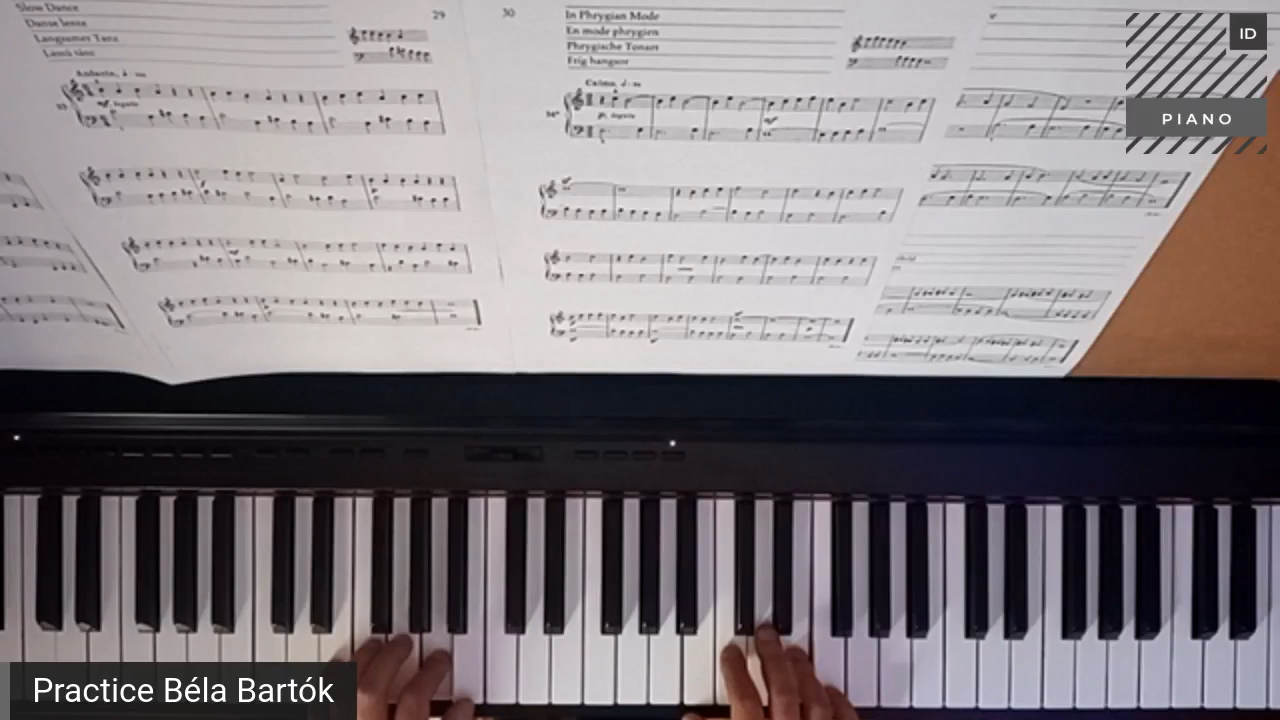 Slow Dance
Danse lente
Langsamer Tanz
Lassú tánc
29
30
In Phrygian Mode
En mode phrygien
Phrygische Tonart
Fríg hangsor
Andante,
Calmo,
ID
PIANO
Practice Béla Bartók